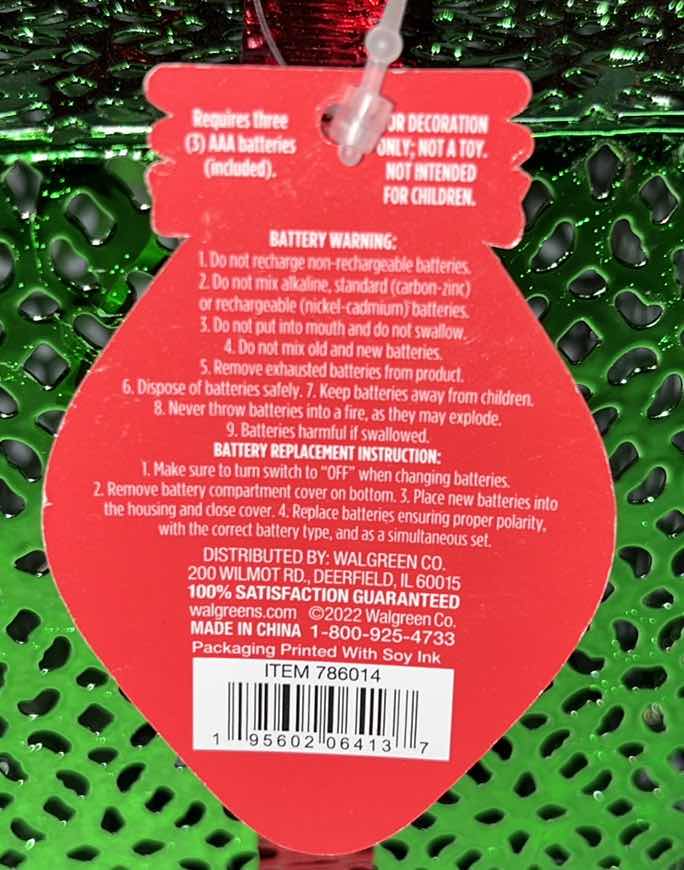 Requires three
(3) AAA batteries
(included).
DECORATION
ONLY; NOT A TOY.
NOT INTENDED
FOR CHILDREN.
BATTERY WARNING:
1. Do not recharge non-rechargeable batteries.
2. Do not mix alkaline, standard (carbon-zinc)
or rechargeable (nickel-cadmium) batteries.
3. Do not put into mouth and do not swallow.
4. Do not mix old and new batteries.
5. Remove exhausted batteries from product.
6. Dispose of batteries safely. 7. Keep batteries away from children.
8. Never throw batteries into a fire, as they may explode.
9. Batteries harmful if swallowed.
BATTERY REPLACEMENT INSTRUCTION:
1. Make sure to turn switch to "OFF" when changing batteries.
2. Remove battery compartment cover on bottom. 3. Place new batteries into
the housing and close cover. 4. Replace batteries ensuring proper polarity,
with the correct battery type, and as a simultaneous set.
DISTRIBUTED BY: WALGREEN CO.
200 WILMOT RD., DEERFIELD, IL 60015
100% SATISFACTION GUARANTEED
walgreens.com ©2022 Walgreen Co.
MADE IN CHINA 1-800-925-4733
Packaging Printed With Soy Ink
ITEM 786014
1 95602 06413 7